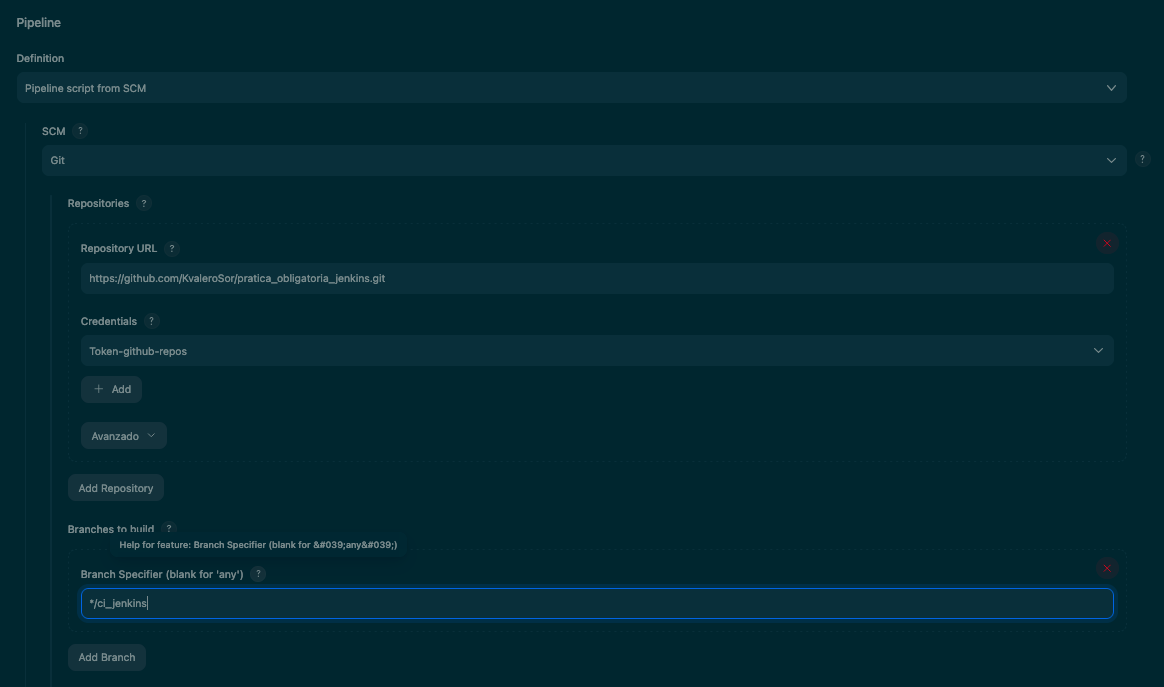 Pipeline
Definition
Pipeline script from SCM
SCM ?
Git
?
Repositories ?
Repository URL ?
https://github.com/KvaleroSor/pratica_obligatoria_jenkins.git
Credentials ?
Token-github-repos
+ Add
Avanzado
Add Repository
Branches to build ?
Help for feature: Branch Specifier (blank for &#039;any&#039;)
Branch Specifier (blank for 'any') ?
*/ci_jenkins
Add Branch